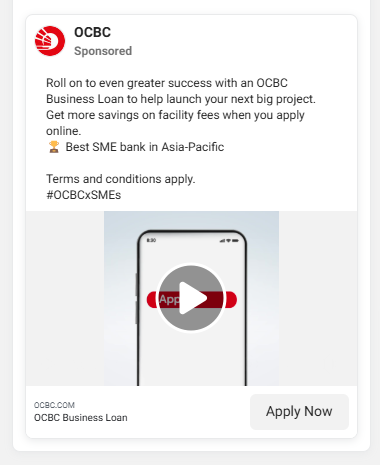 OCBC
Sponsored
Roll on to even greater success with an OCBC
Business Loan to help launch your next big project.
Get more savings on facility fees when you apply
online.
🏆 Best SME bank in Asia-Pacific
Terms and conditions apply.
#OCBCxSMEs
8:30
OCBC.COM
OCBC Business Loan
Apply Now